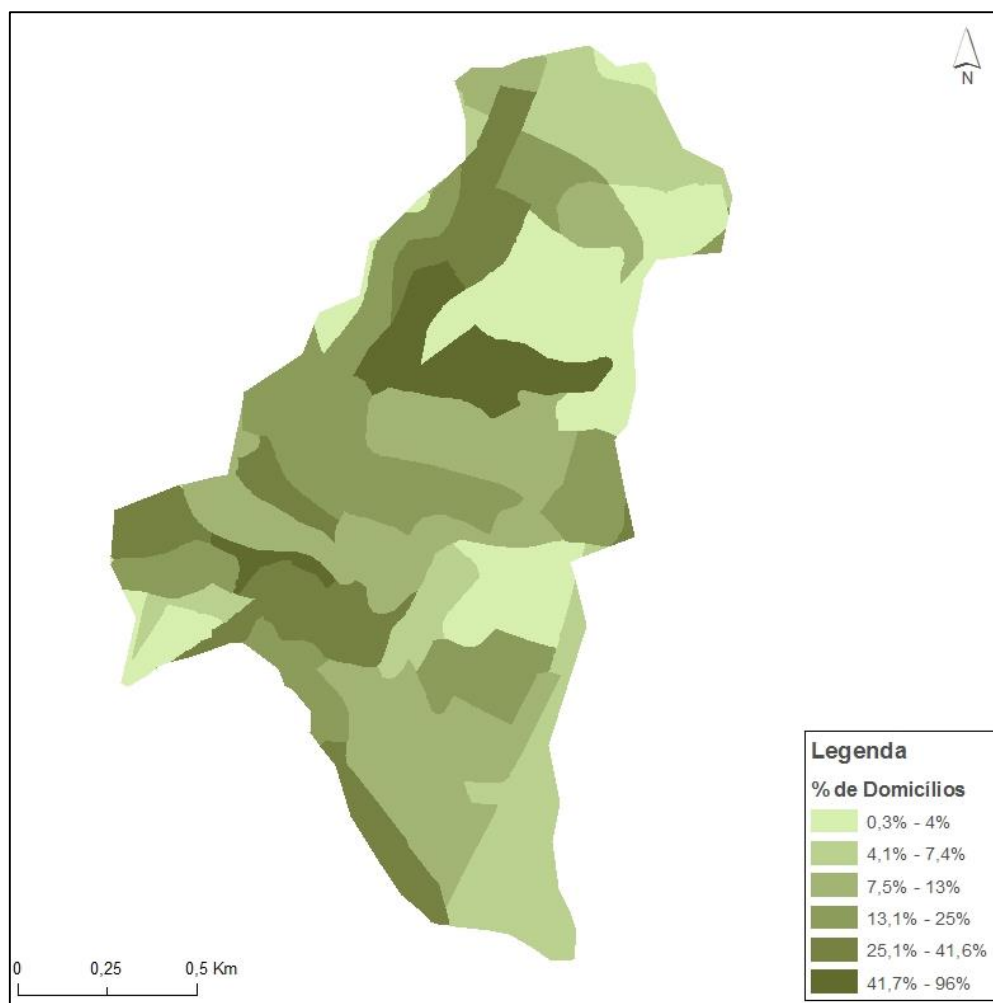 N
Legenda
% de Domicílios
0,3% - 4%
4,1% - 7,4%
7,5% - 13%
13,1% - 25%
25,1% - 41,6%
41,7% - 96%
0 0,25 0,5 Km